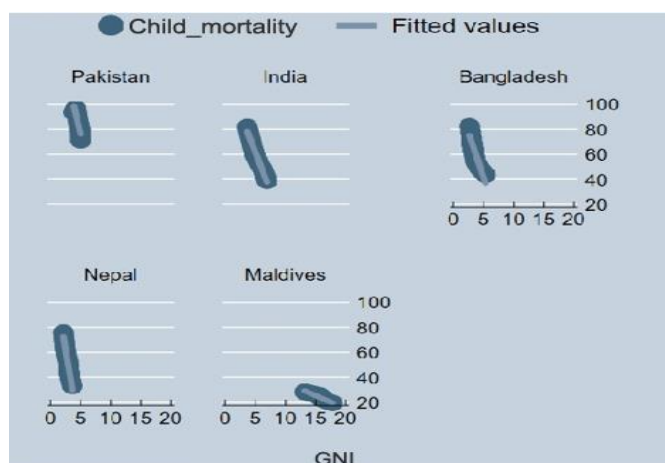 Child_mortality Fitted values
Pakistan India Bangladesh
100
80
60
40
20
0 5 10 15 20
Nepal Maldives
100
80
60
40
20
0 5 10 15 20 0 5 10 15 20
GNI